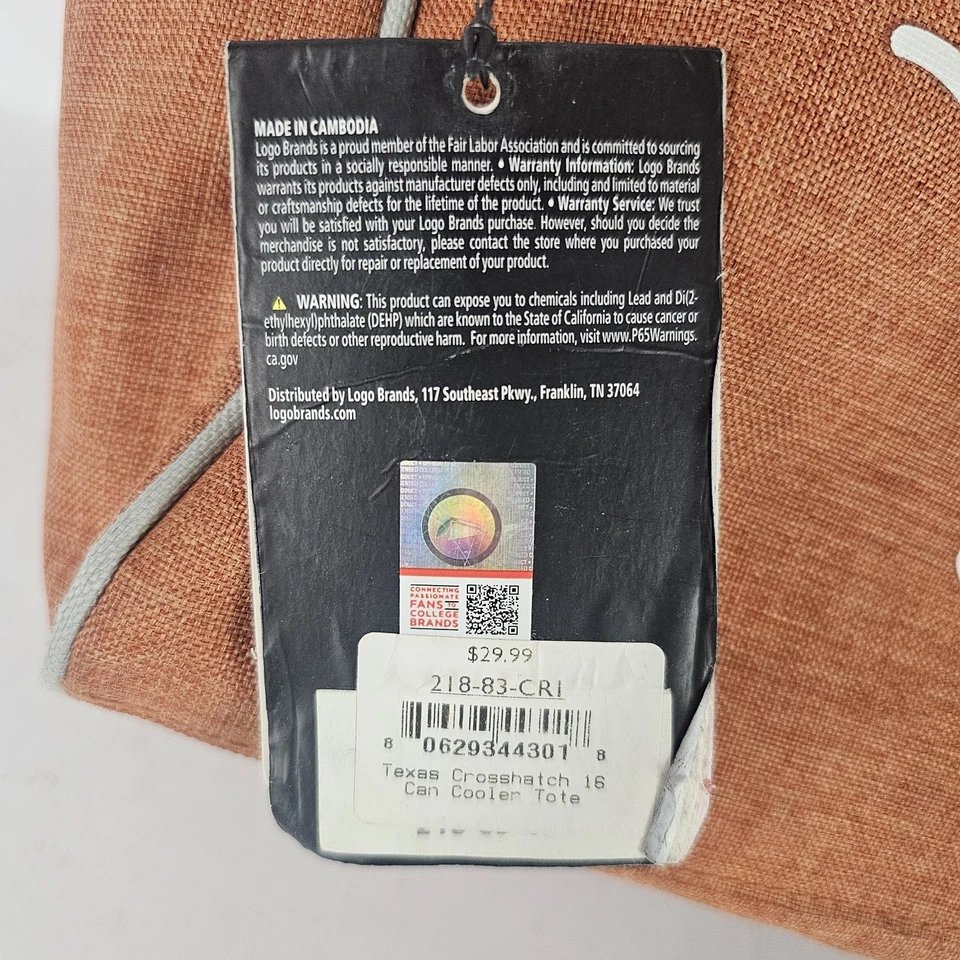 MADE IN CAMBODIA
Logo Brands is a proud member of the Fair Labor Association and is committed to sourcing
its products in a socially responsible manner. • Warranty Information: Logo Brands
warrants its products against manufacturer defects only, including and limited to material
or craftsmanship defects for the lifetime of the product. • Warranty Service: We trust
you will be satisfied with your Logo Brands purchase. However, should you decide the
merchandise is not satisfactory, please contact the store where you purchased your
product directly for repair or replacement of your product.
WARNING: This product can expose you to chemicals including Lead and Di(2-
ethylhexyl)phthalate (DEHP) which are known to the State of California to cause cancer or
birth defects or other reproductive harm. For more information, visit www.P65Warnings.
ca.gov
Distributed by Logo Brands, 117 Southeast Pkwy., Franklin, TN 37064
logobrands.com
CONNECTING
PASSIONATE
FANS TO
COLLEGE
BRANDS
$29.99
218-83-CR1
8 0629344301 8
Texas Crosshatch 16
Can Cooler Tote